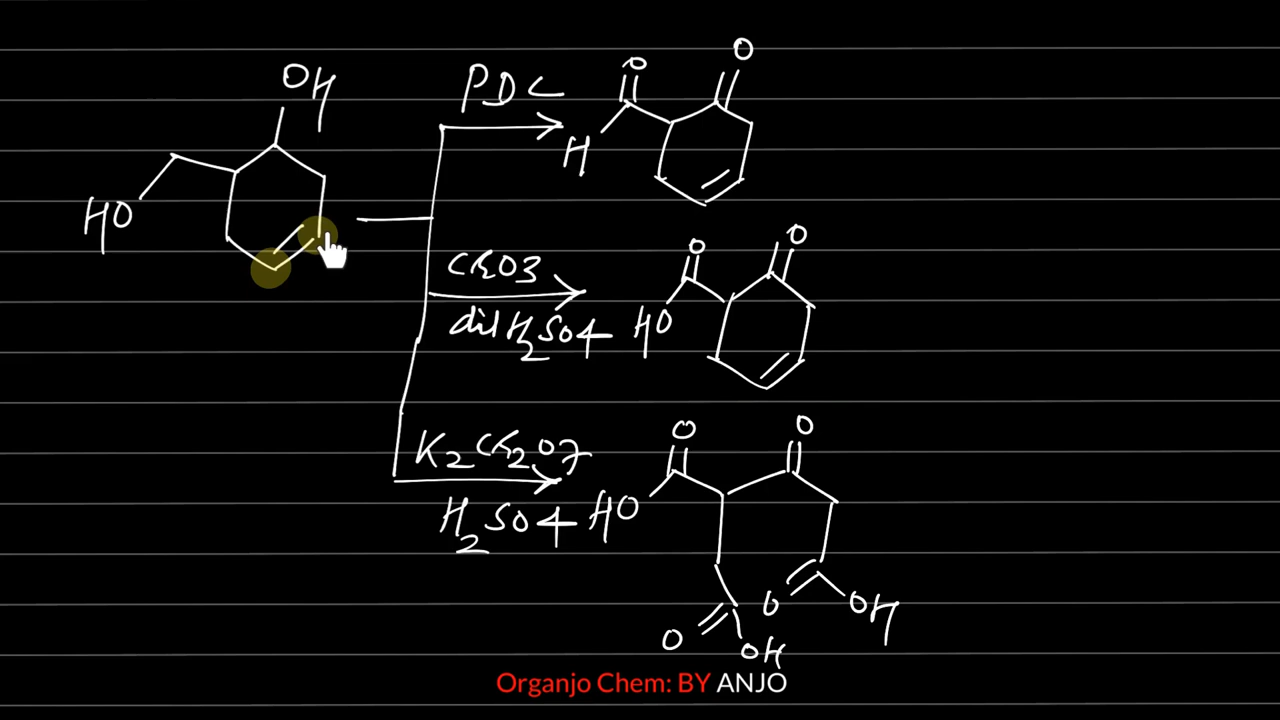 OH
HO
PDC
O
O
H
CrO3
dil H2SO4
O
O
HO
K2Cr2O7
H2SO4
O
O
HO
O
OH
O
OH
Organjo Chem: BY ANJO